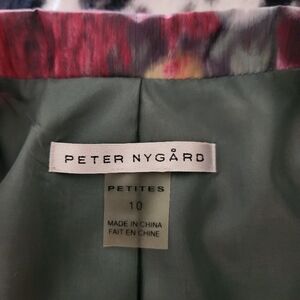 PETER NYGÅRD
PETITES
10
MADE IN CHINA
FAIT EN CHINE